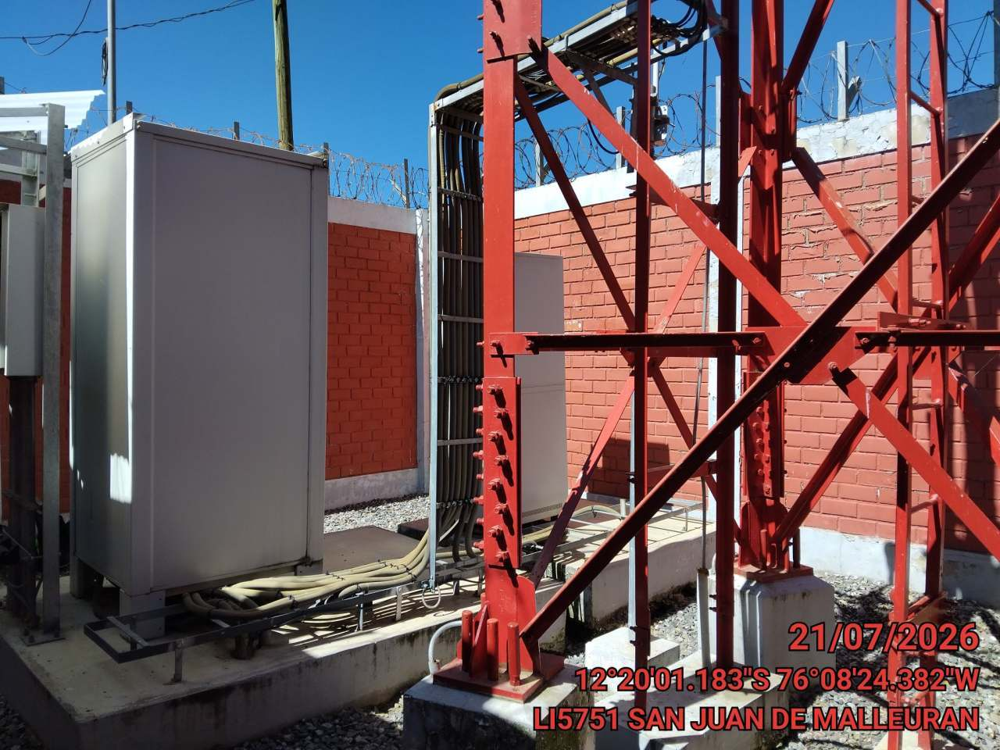 21/07/2026
12°20'01.183"S 76°08'24.382"W
LI5751 SAN JUAN DE MALLEURAN